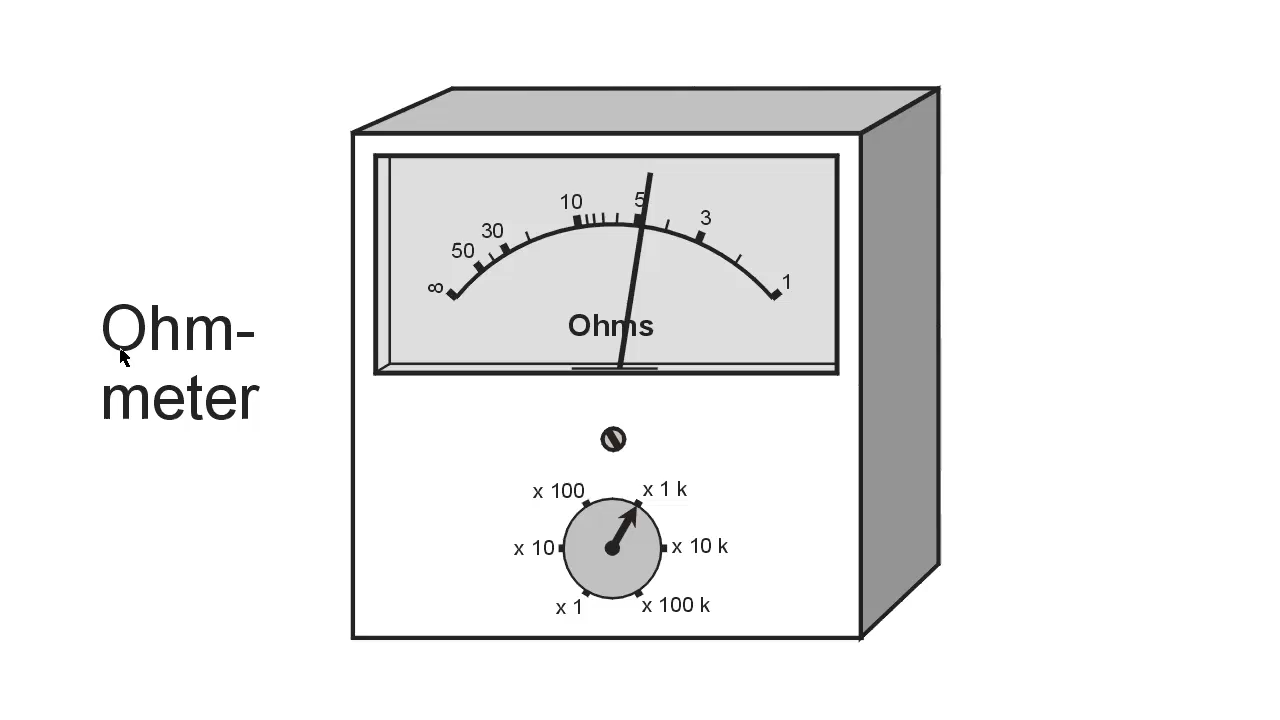 10
5
3
30
50
∞
1
Ohms
Ohm-
meter
x 100
x 1 k
x 10
x 10 k
x 1
x 100 k